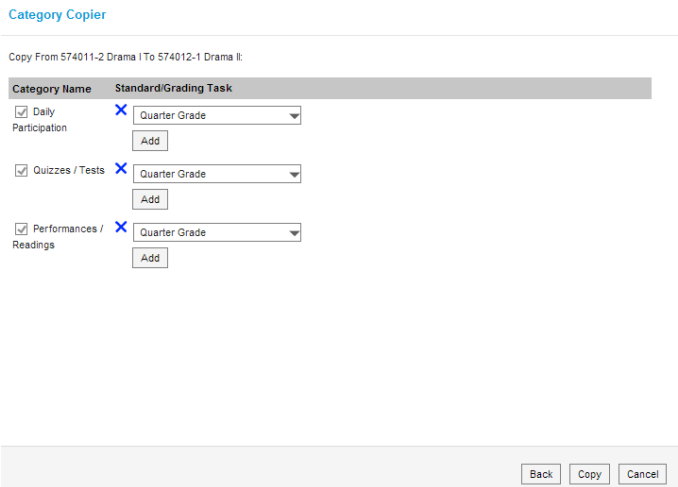 Category Copier
Copy From 574011-2 Drama I To 574012-1 Drama II:
Category Name Standard/Grading Task
Daily Quarter Grade
Participation
Add
Quizzes / Tests Quarter Grade
Add
Performances / Quarter Grade
Readings
Add
Back Copy Cancel